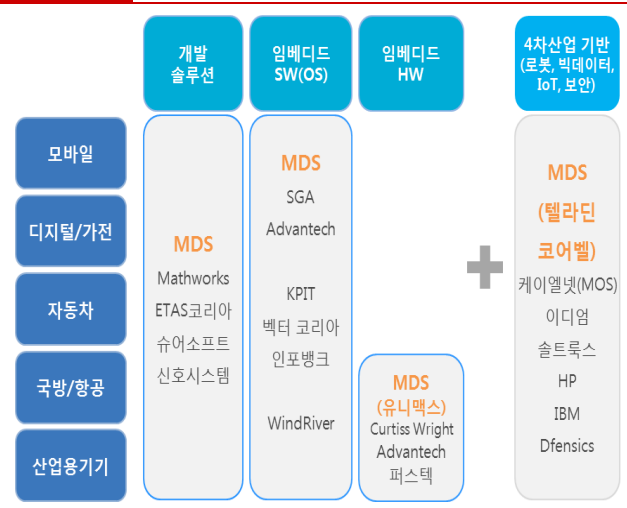 개발
솔루션
임베디드
SW(OS)
임베디드
HW
4차산업 기반
(로봇, 빅데이터,
IoT, 보안)
모바일
디지털/가전
자동차
국방/항공
산업용기기
MDS
Mathworks
ETAS코리아
슈어소프트
신호시스템
MDS
SGA
Advantech
KPIT
벡터 코리아
인포뱅크
WindRiver
MDS
(유니맥스)
Curtiss Wright
Advantech
퍼스텍
+
MDS
(텔라딘
코어벨)
케이엘넷(MOS)
이디엄
솔트룩스
HP
IBM
Dfensics